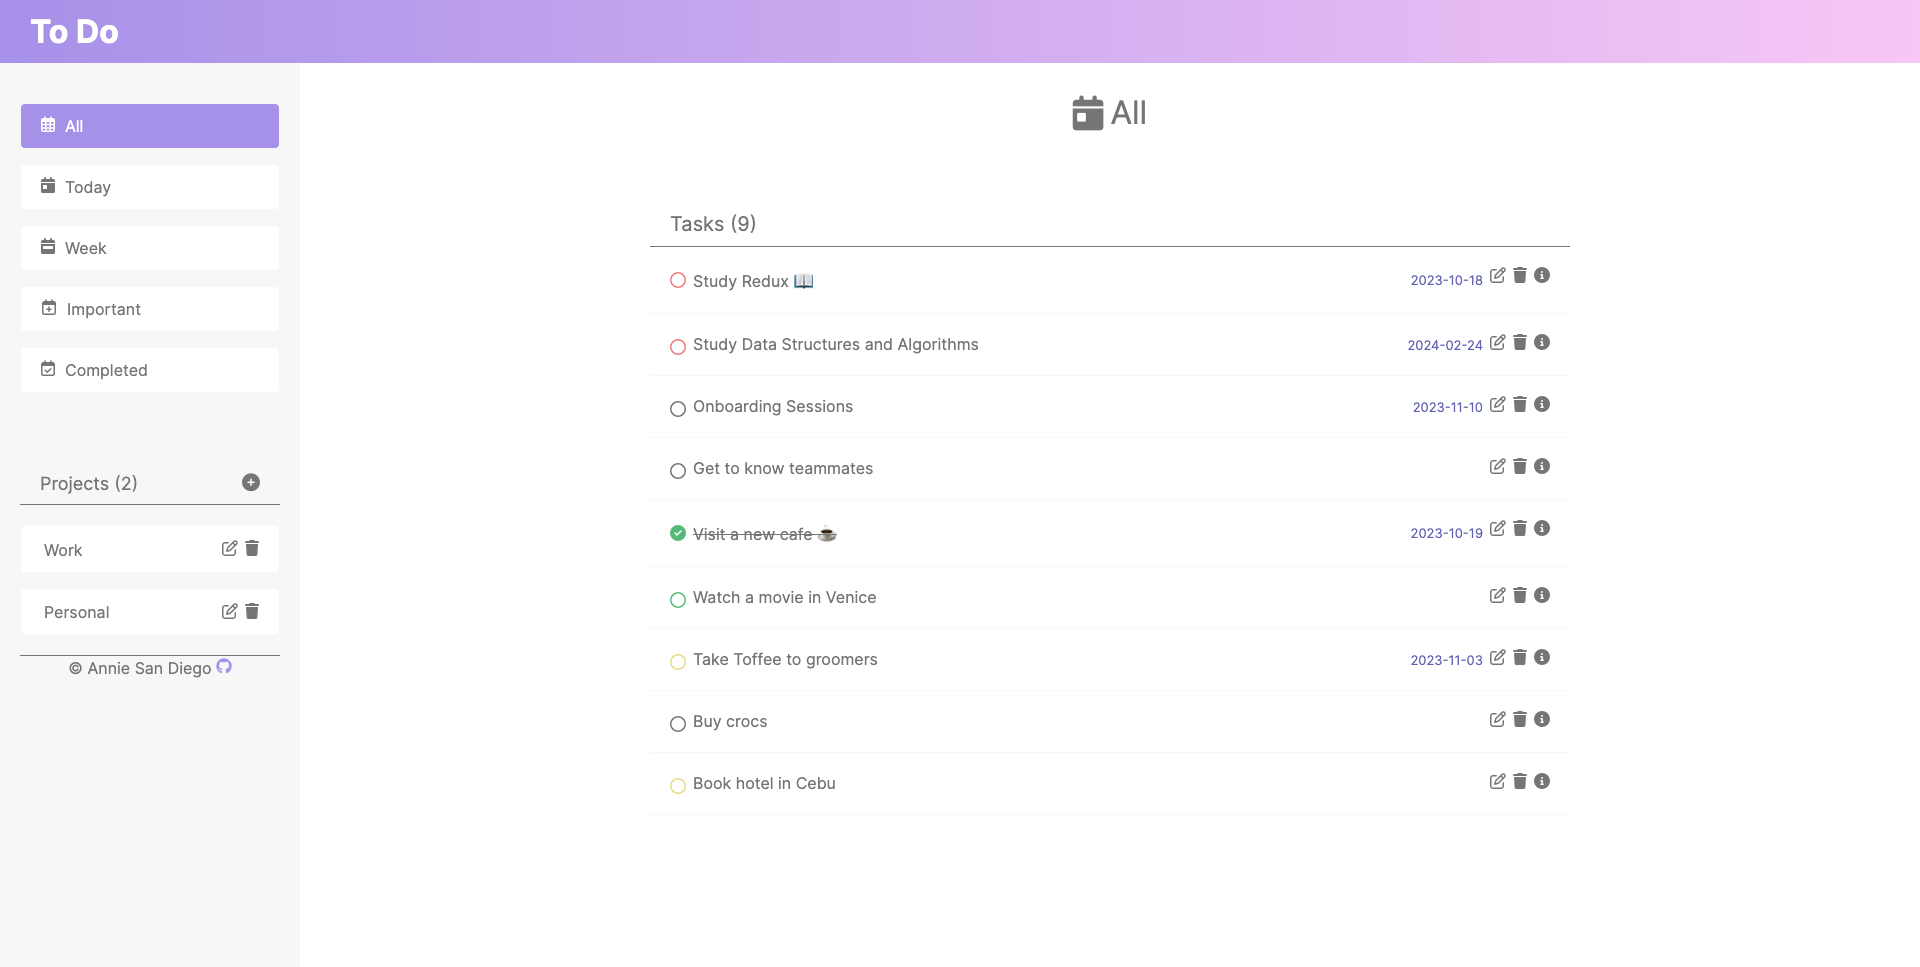 To Do
All
Today
Week
Important
Completed
Projects (2)
Work
Personal
© Annie San Diego
All
Tasks (9)
Study Redux 📖 2023-10-18
Study Data Structures and Algorithms 2024-02-24
Onboarding Sessions 2023-11-10
Get to know teammates
Visit a new cafe ☕ 2023-10-19
Watch a movie in Venice
Take Toffee to groomers 2023-11-03
Buy crocs
Book hotel in Cebu